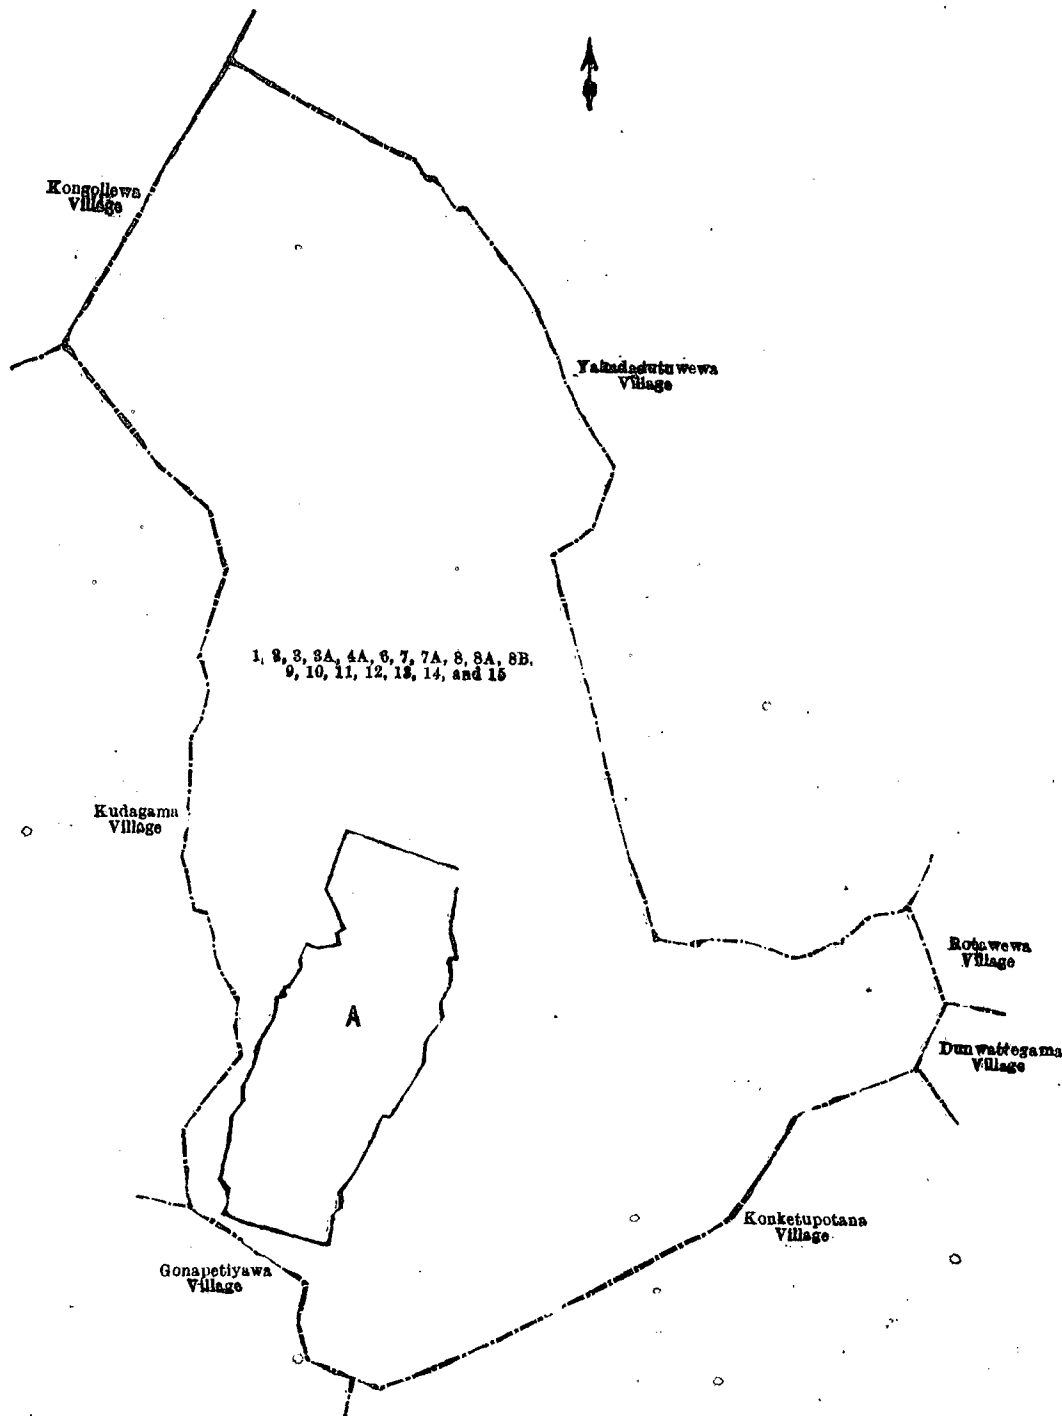 Kongollewa
Village
Yakadadutuwewa
Village
1, 2, 3, 3A, 4A, 6, 7, 7A, 8, 8A, 8B,
9, 10, 11, 12, 13, 14, and 15
Kudagama
Village
A
Rotawewa
Village
Dunwattegama
Village
Konketupotana
Village
Gonapetiyawa
Village